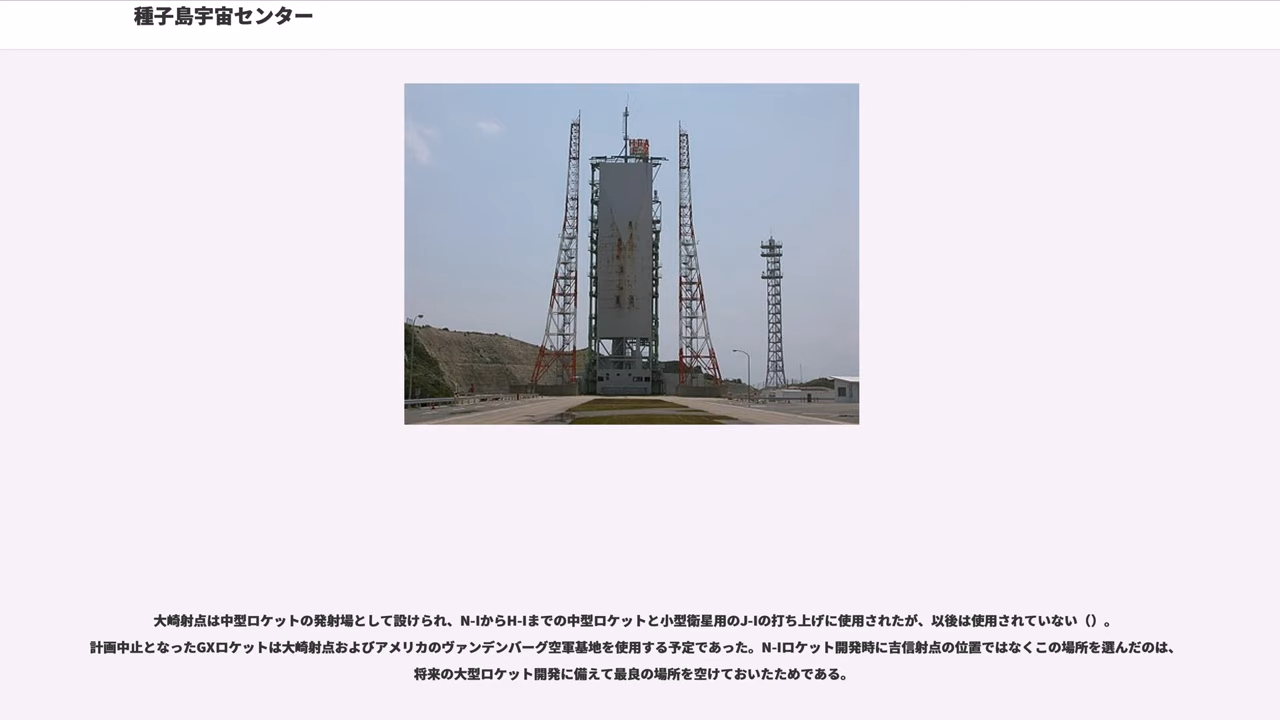 種子島宇宙センター
大崎射点は中型ロケットの発射場として設けられ、N-IからH-Iまでの中型ロケットと小型衛星用のJ-Iの打ち上げに使用されたが、以後は使用されていない（）。
計画中止となったGXロケットは大崎射点およびアメリカのヴァンデンバーグ空軍基地を使用する予定であった。N-Iロケット開発時に吉信射点の位置ではなくこの場所を選んだのは、
将来の大型ロケット開発に備えて最良の場所を空けておいたためである。